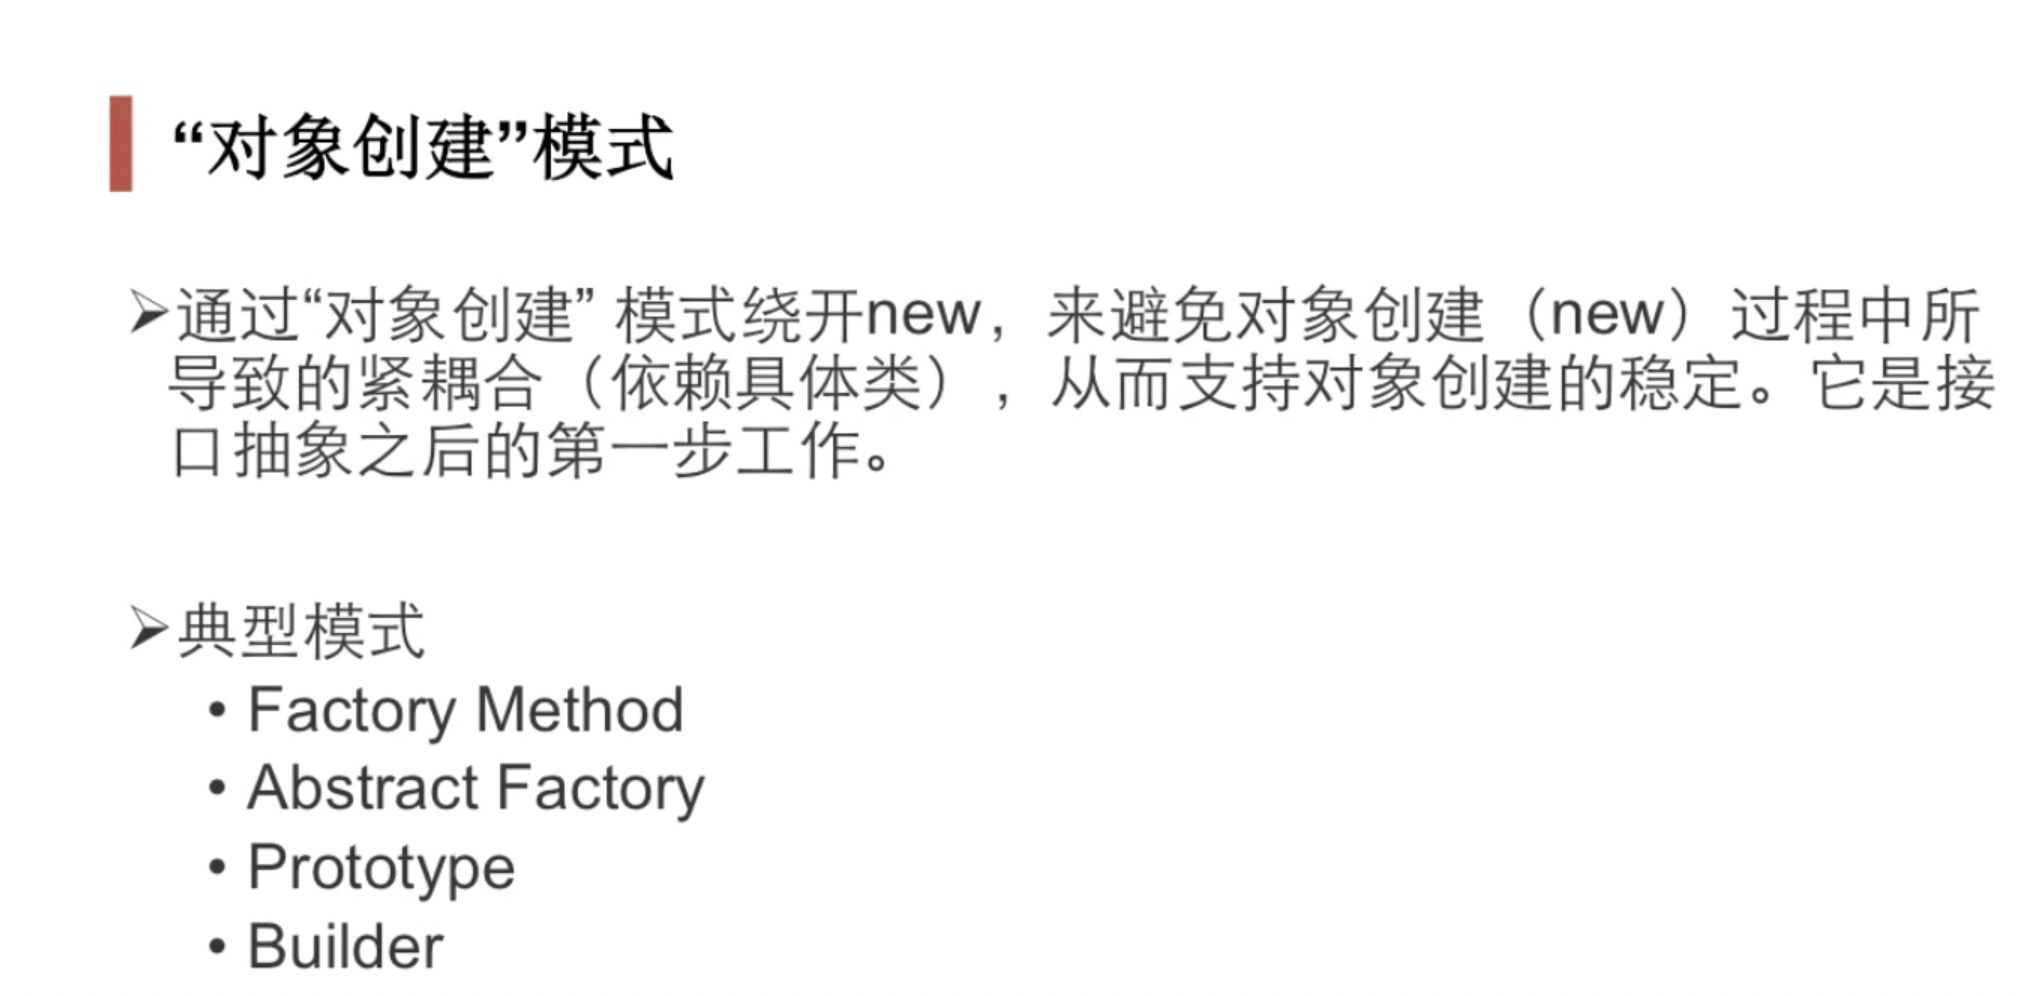 “对象创建”模式
➢通过“对象创建” 模式绕开new，来避免对象创建（new）过程中所
导致的紧耦合（依赖具体类），从而支持对象创建的稳定。它是接
口抽象之后的第一步工作。
➢典型模式
• Factory Method
• Abstract Factory
• Prototype
• Builder